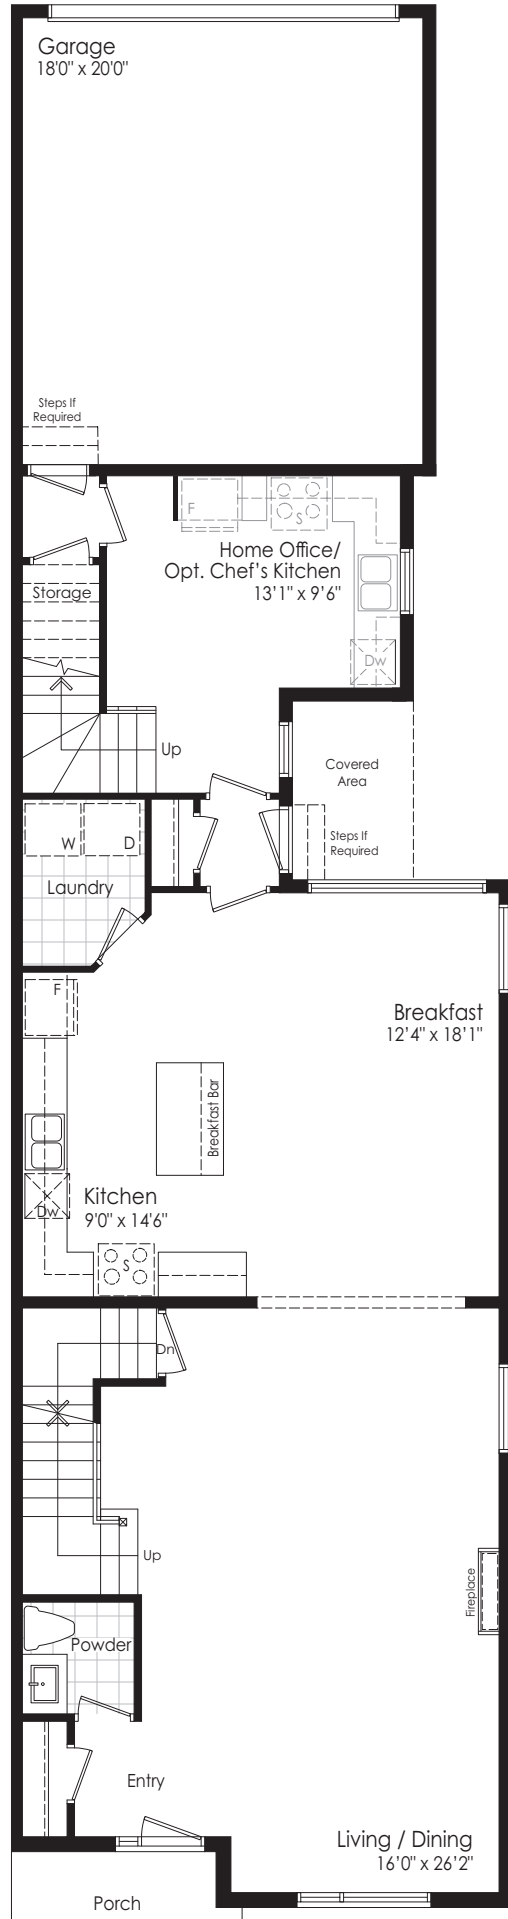 Garage
18'0" x 20'0"
Steps If
Required
F
S
Home Office/
Opt. Chef's Kitchen
13'1" x 9'6"
Storage
Dw
Up
Covered
Area
W
D
Steps If
Required
Laundry
F
Breakfast
12'4" x 18'1"
Breakfast Bar
Kitchen
9'0" x 14'6"
Dw
S
Dn
Up
Fireplace
Powder
Entry
Living / Dining
16'0" x 26'2"
Porch